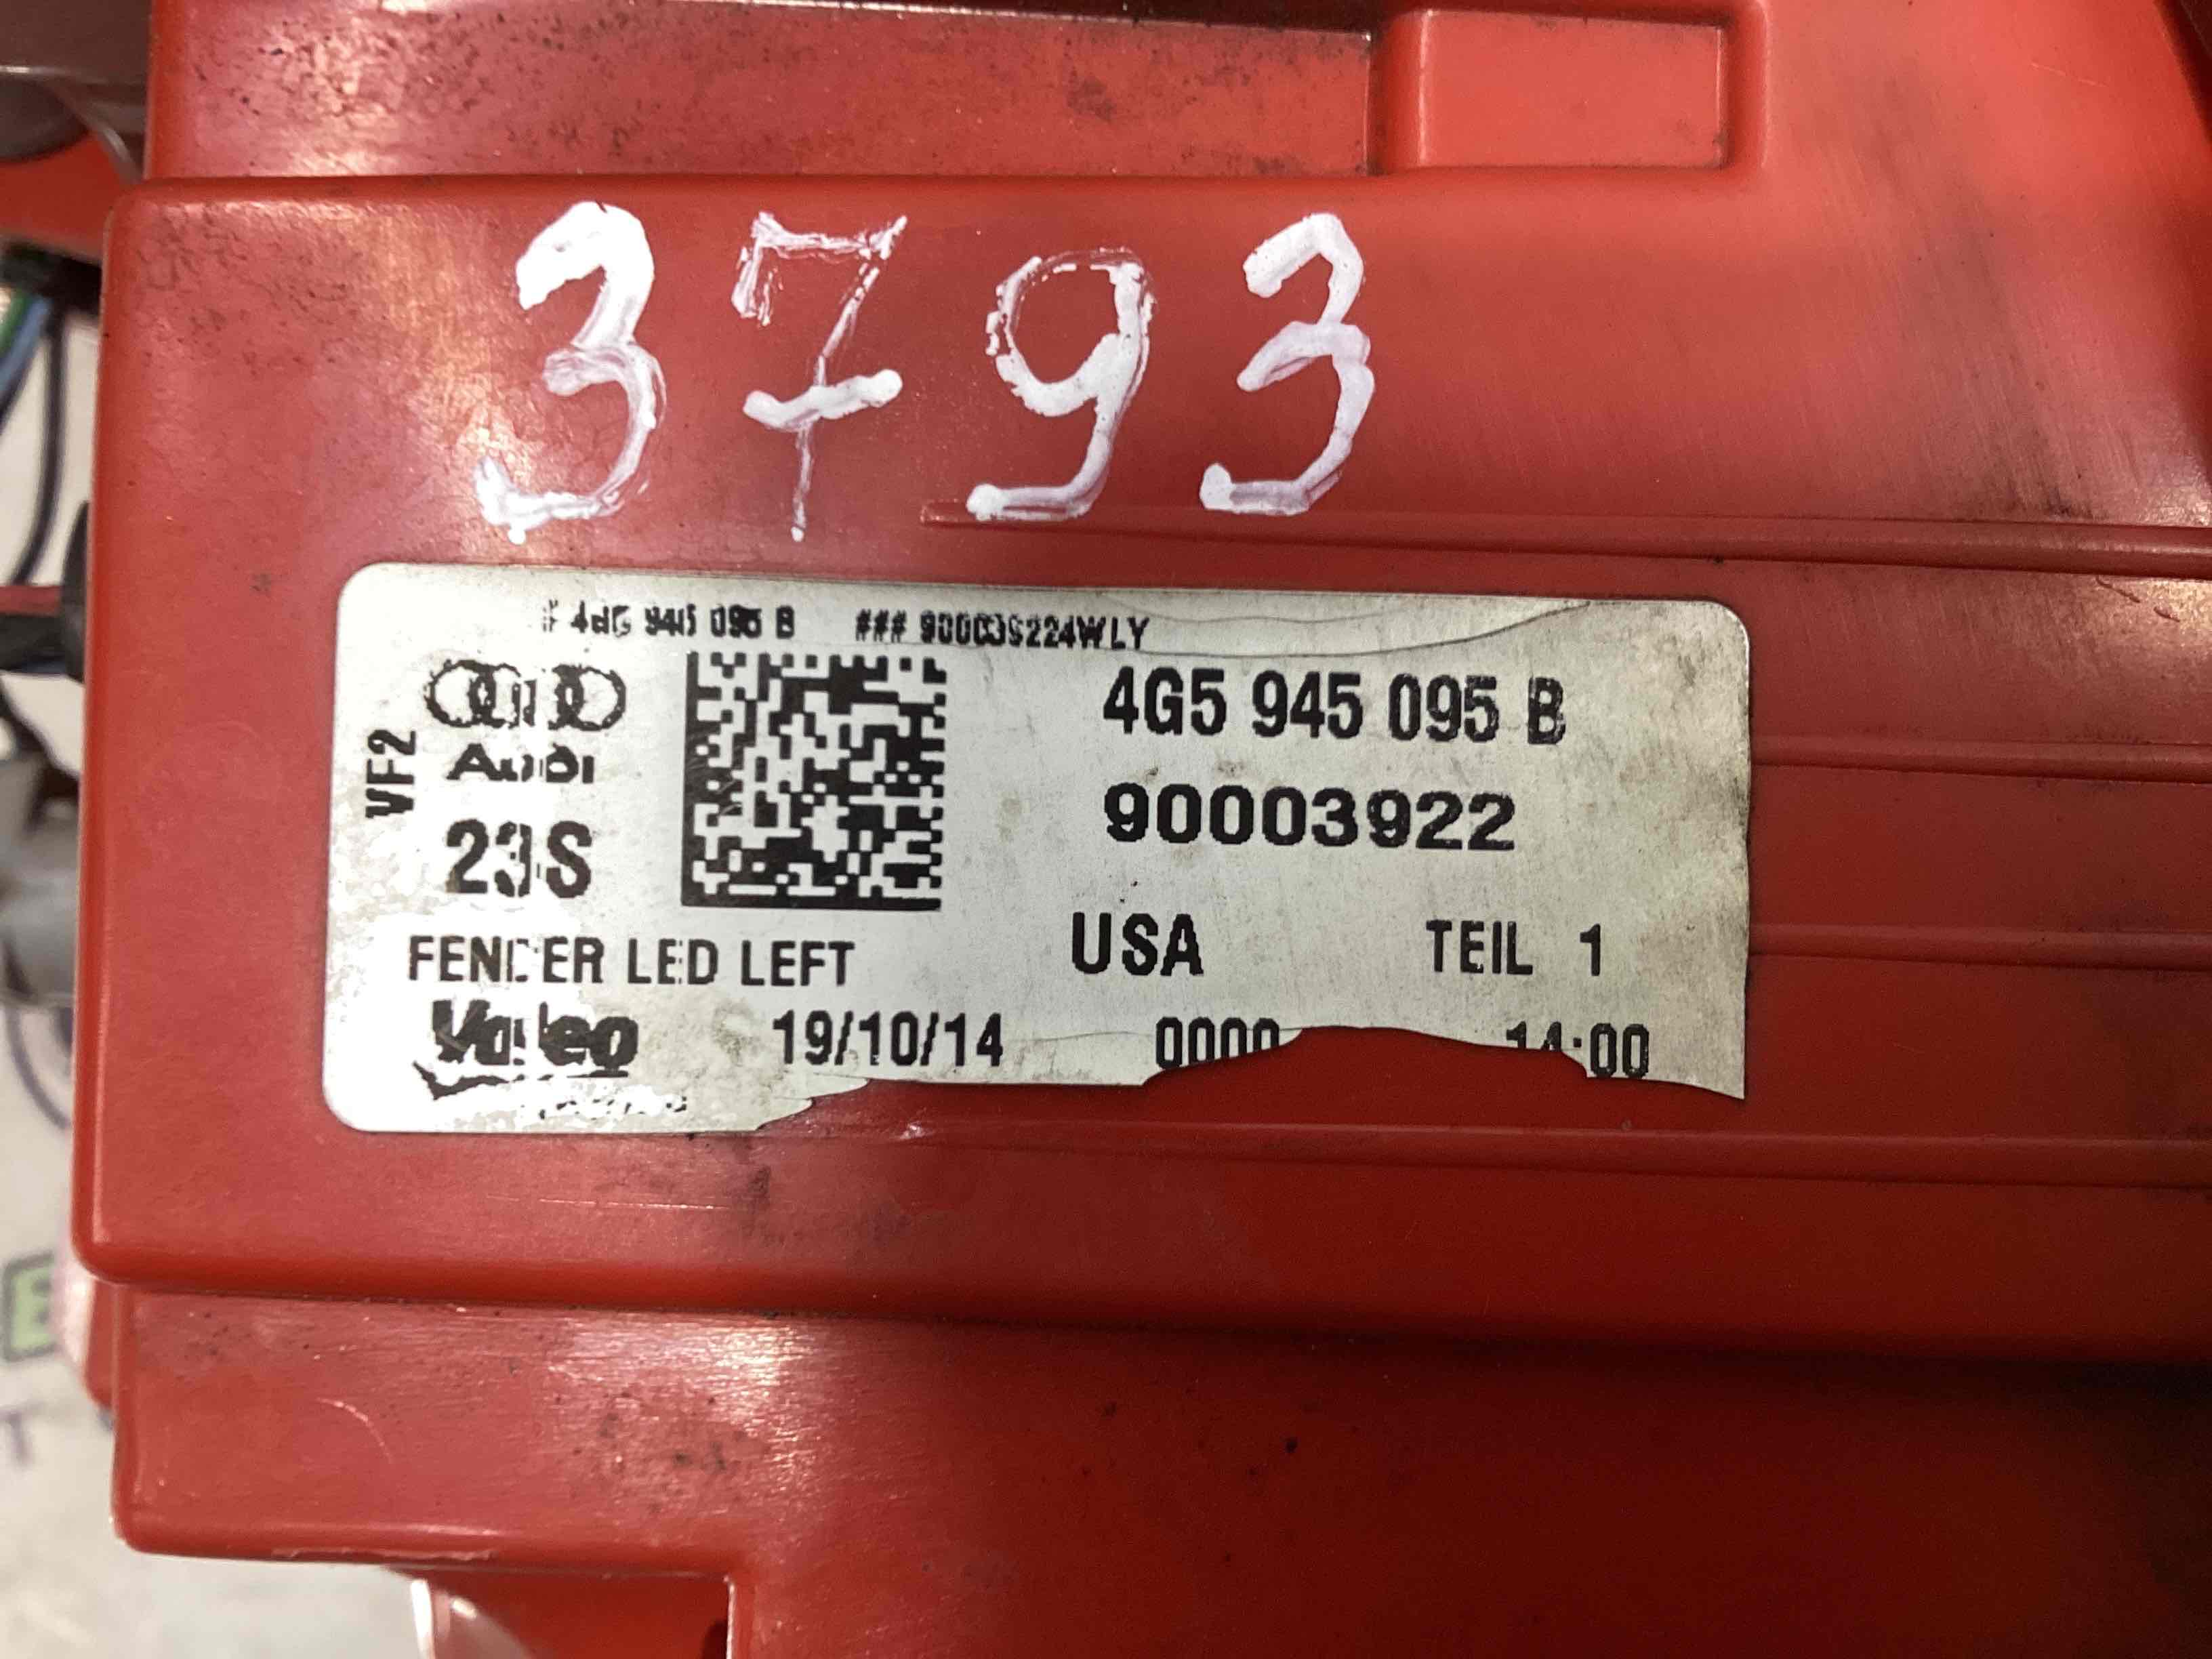 3793
# 4G5 945 095 B ### 900039224WLY
Audi
VF2
4G5 945 095 B
90003922
23S
FENDER LED LEFT
USA TEIL 1
Valeo 19/10/14 0000 14:00